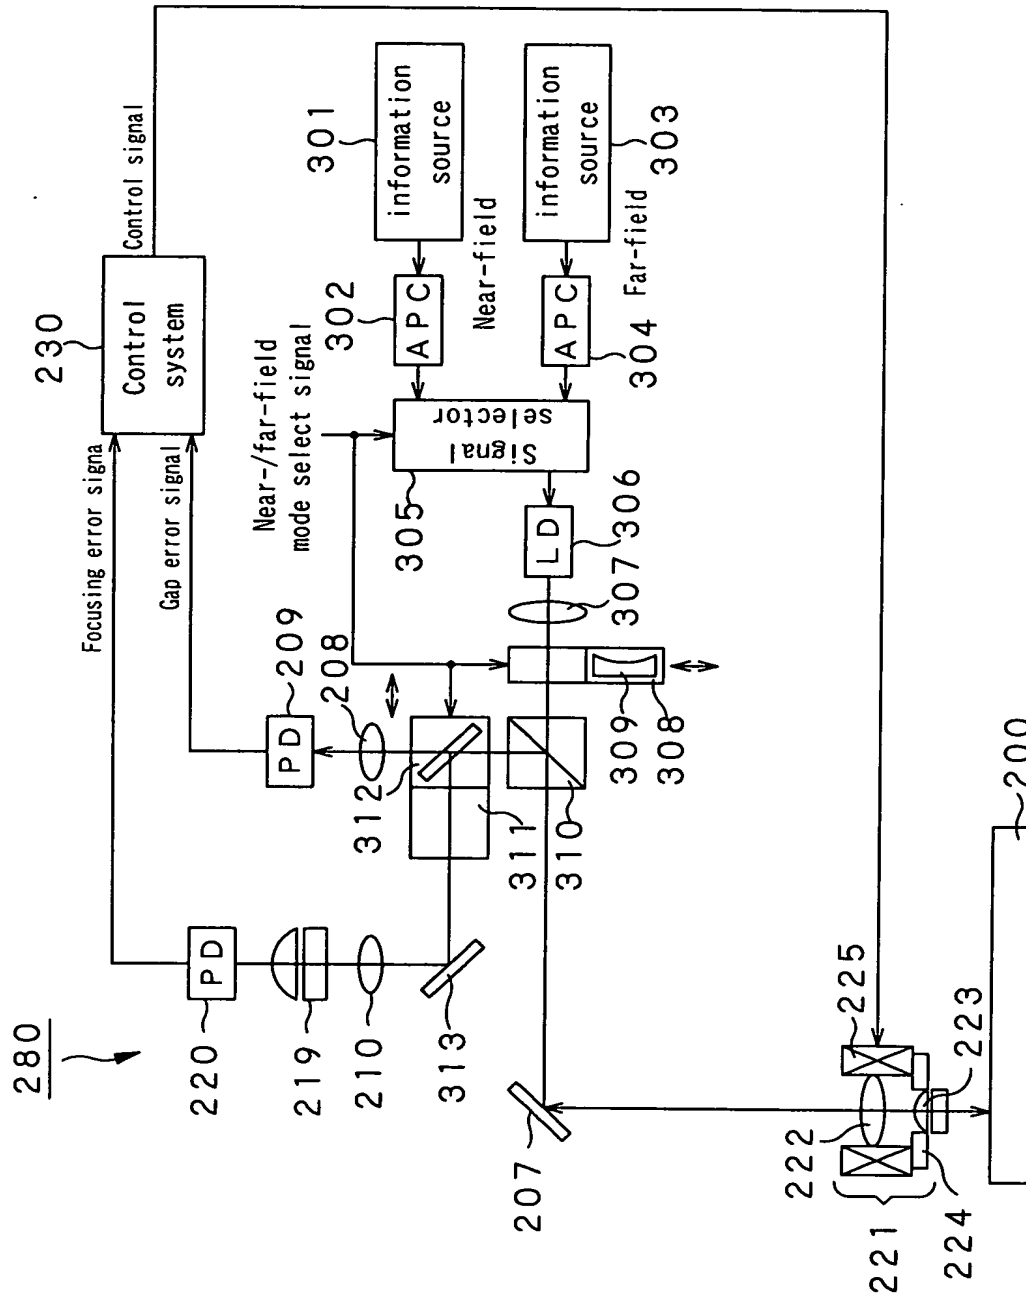 280
Focusing error signa
Gap error signal
230
Control
system
Control signal
220
PD
219
210
313
209
PD
208
312
311
310
Near-/far-field
mode select signal
305
Signal
selector
302
APC
Near-field
301
information
source
304
APC
Far-field
303
information
source
306
LD
307
309
308
207
222
221
224
225
223
200